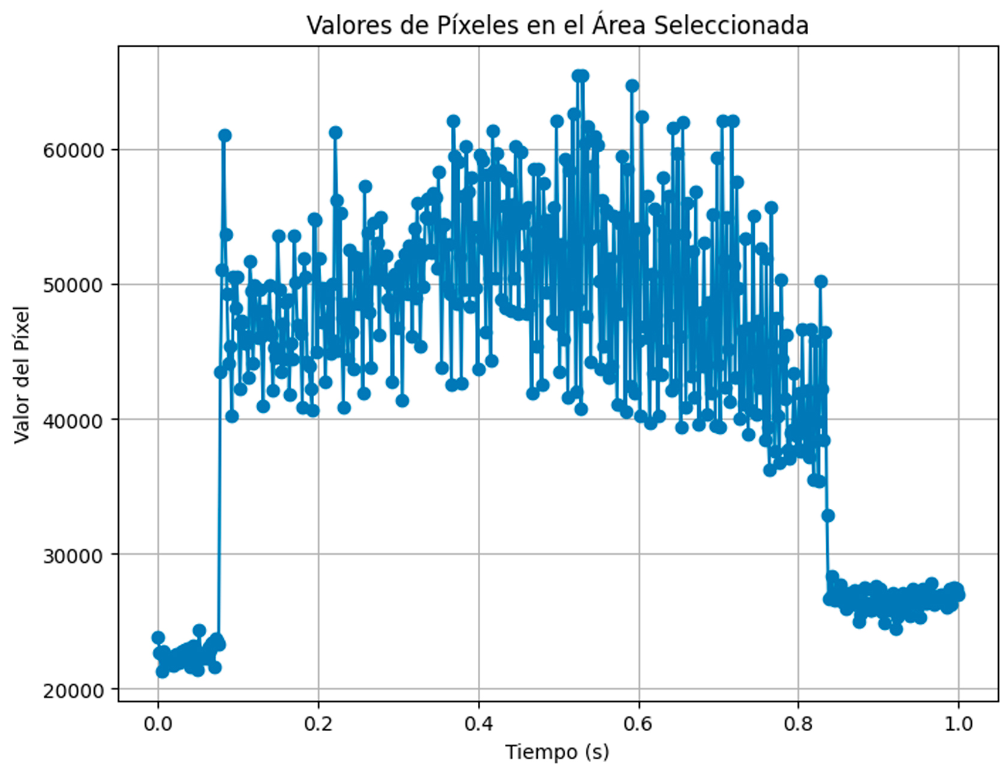 Valores de Píxeles en el Área Seleccionada
60000
50000
40000
30000
20000
Valor del Píxel
0.0 0.2 0.4 0.6 0.8 1.0
Tiempo (s)